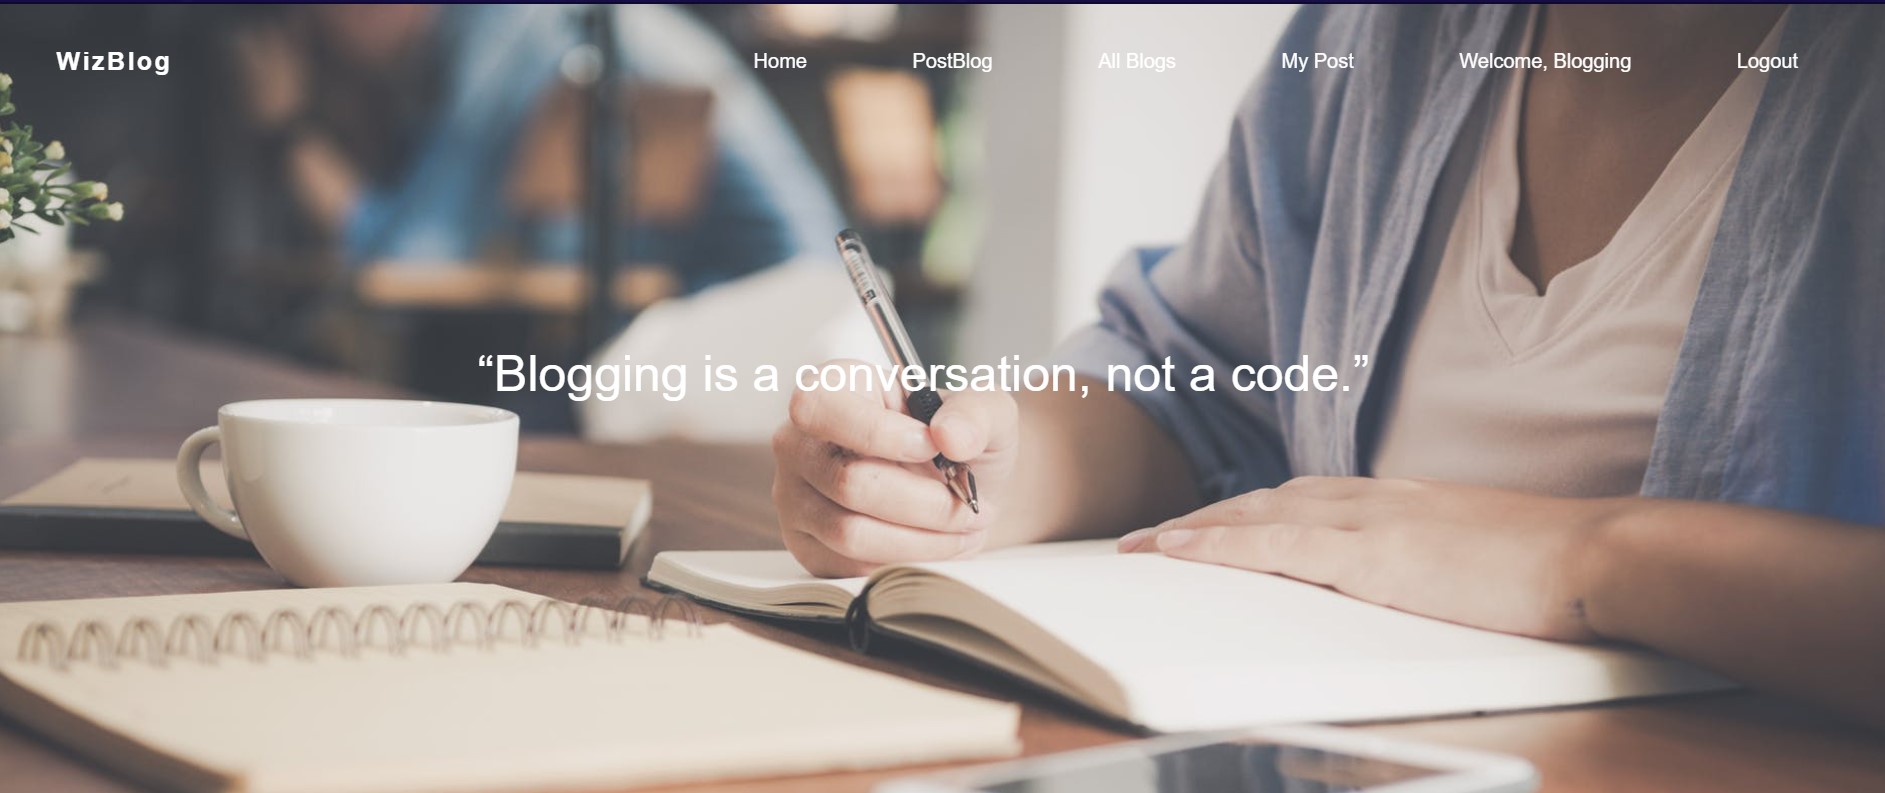 WizBlog
Home PostBlog All Blogs My Post Welcome, Blogging Logout
“Blogging is a conversation, not a code.”